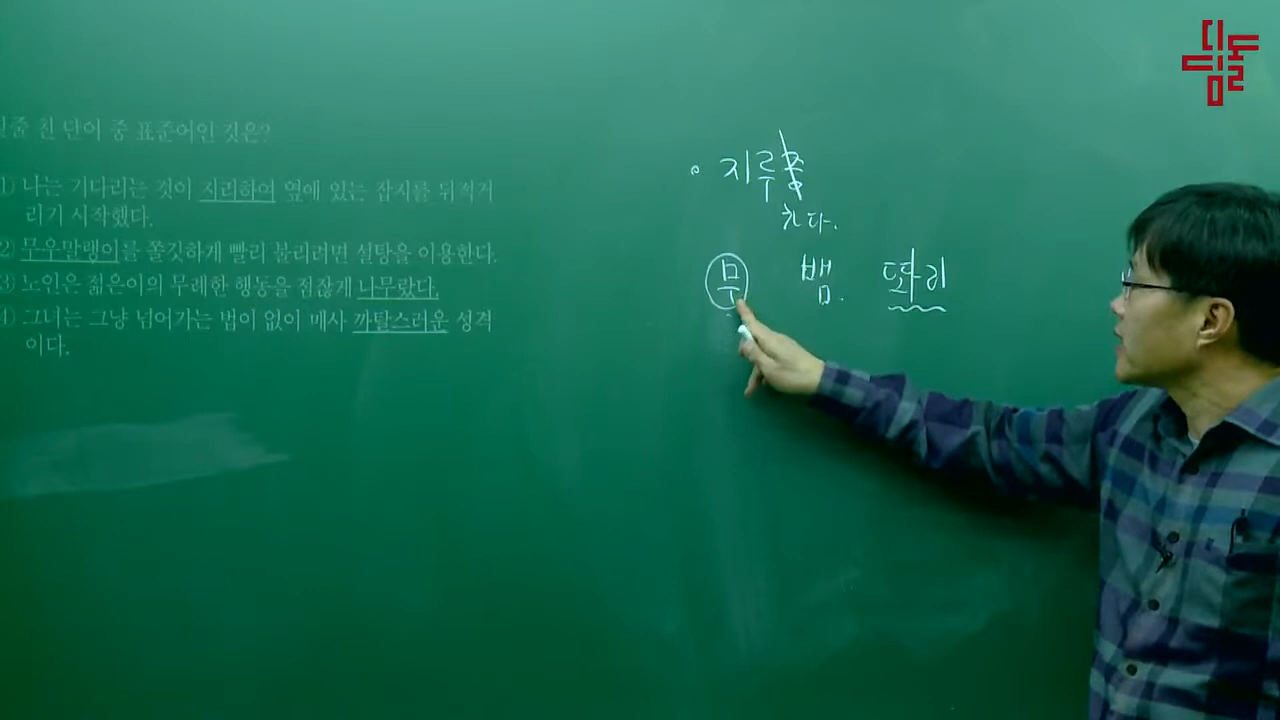 밑줄 친 단어 중 표준어인 것은?
① 나는 기다리는 것이 지리하여 옆에 있는 잡지를 뒤적거
리기 시작했다.
② 무우말랭이를 쫄깃하게 빨리 불리려면 설탕을 이용한다.
③ 노인은 젊은이의 무례한 행동을 점잖게 나무랐다.
④ 그녀는 그냥 넘어가는 법이 없이 매사 까탈스러운 성격
이다.
지루
하다.
무 뱀 똬리